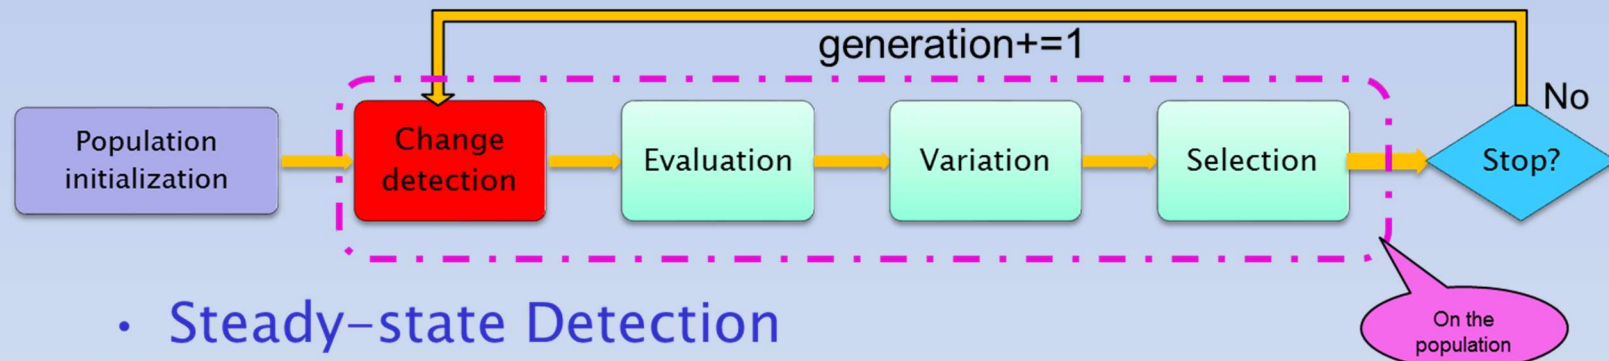 generation+=1
No
Population
initialization
Change
detection
Evaluation
Variation
Selection
Stop?
• Steady-state Detection
On the
population